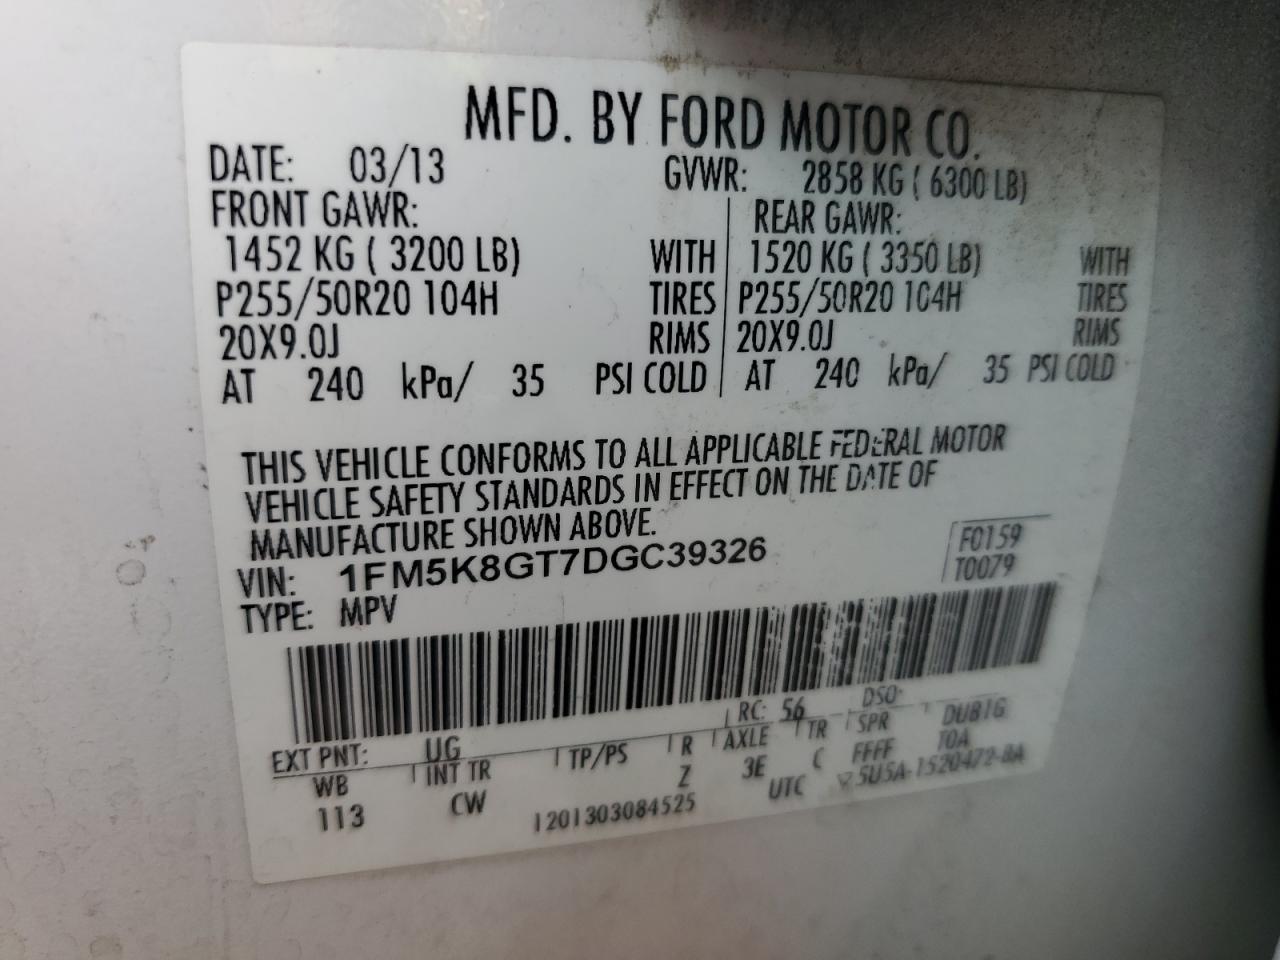 MFD. BY FORD MOTOR CO.
DATE: 03/13 GVWR: 2858 KG ( 6300 LB)
FRONT GAWR: REAR GAWR:
1452 KG ( 3200 LB) WITH 1520 KG ( 3350 LB) WITH
P255/50R20 104H TIRES P255/50R20 104H TIRES
20X9.0J RIMS 20X9.0J RIMS
AT 240 kPa/ 35 PSI COLD AT 240 kPa/ 35 PSI COLD
THIS VEHICLE CONFORMS TO ALL APPLICABLE FEDERAL MOTOR
VEHICLE SAFETY STANDARDS IN EFFECT ON THE DATE OF
MANUFACTURE SHOWN ABOVE.
VIN: 1FM5K8GT7DGC39326 F0159
TYPE: MPV T0079
EXT PNT: UG RC: 56 DSO:
WB INT TR TP/PS R AXLE TR SPR DUB1G
113 CW Z 3E C FFFF T0A
1201303084525 UTC 5U5A-1520472-BA